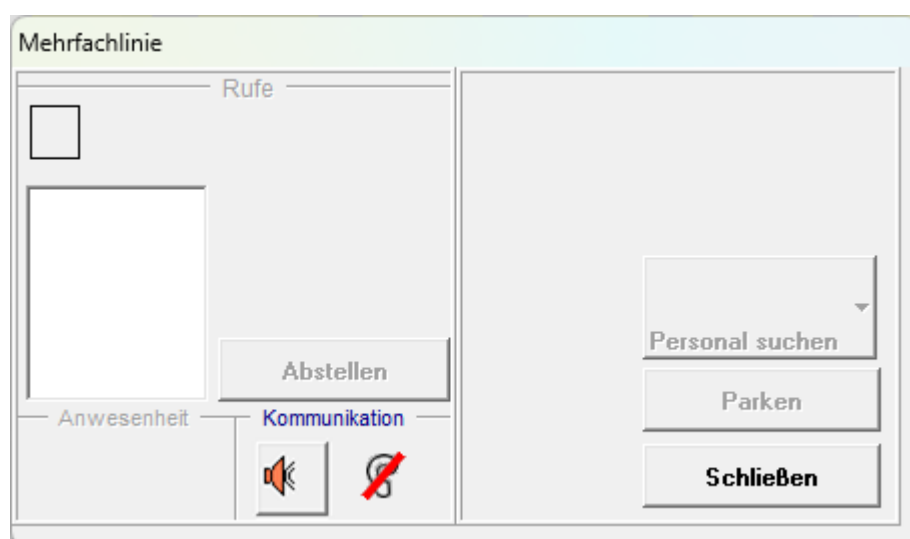 Mehrfachlinie
Rufe
Abstellen
Anwesenheit
Kommunikation
Personal suchen
Parken
Schließen